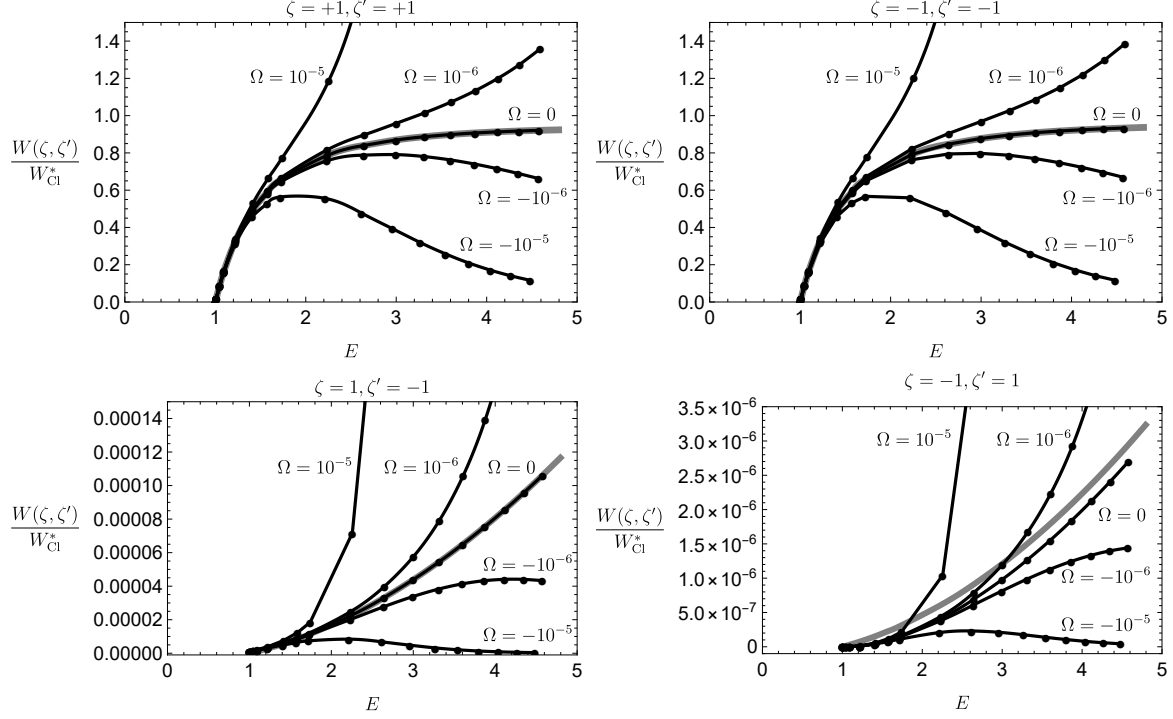 ζ = +1, ζ′ = +1
1.4
1.2
1.0
0.8
0.6
0.4
0.2
0.0
W(ζ, ζ′)
W*Cl
Ω = 10⁻⁵
Ω = 10⁻⁶
Ω = 0
Ω = −10⁻⁶
Ω = −10⁻⁵
0 1 2 3 4 5
E
ζ = −1, ζ′ = −1
1.4
1.2
1.0
0.8
0.6
0.4
0.2
0.0
W(ζ, ζ′)
W*Cl
Ω = 10⁻⁵
Ω = 10⁻⁶
Ω = 0
Ω = −10⁻⁶
Ω = −10⁻⁵
0 1 2 3 4 5
E
ζ = 1, ζ′ = −1
0.00014
0.00012
0.00010
0.00008
0.00006
0.00004
0.00002
0.00000
W(ζ, ζ′)
W*Cl
Ω = 10⁻⁵
Ω = 10⁻⁶
Ω = 0
Ω = −10⁻⁶
Ω = −10⁻⁵
0 1 2 3 4 5
E
ζ = −1, ζ′ = 1
3.5×10⁻⁶
3.0×10⁻⁶
2.5×10⁻⁶
2.0×10⁻⁶
1.5×10⁻⁶
1.0×10⁻⁶
5.0×10⁻⁷
0
W(ζ, ζ′)
W*Cl
Ω = 10⁻⁵
Ω = 10⁻⁶
Ω = 0
Ω = −10⁻⁶
Ω = −10⁻⁵
0 1 2 3 4 5
E